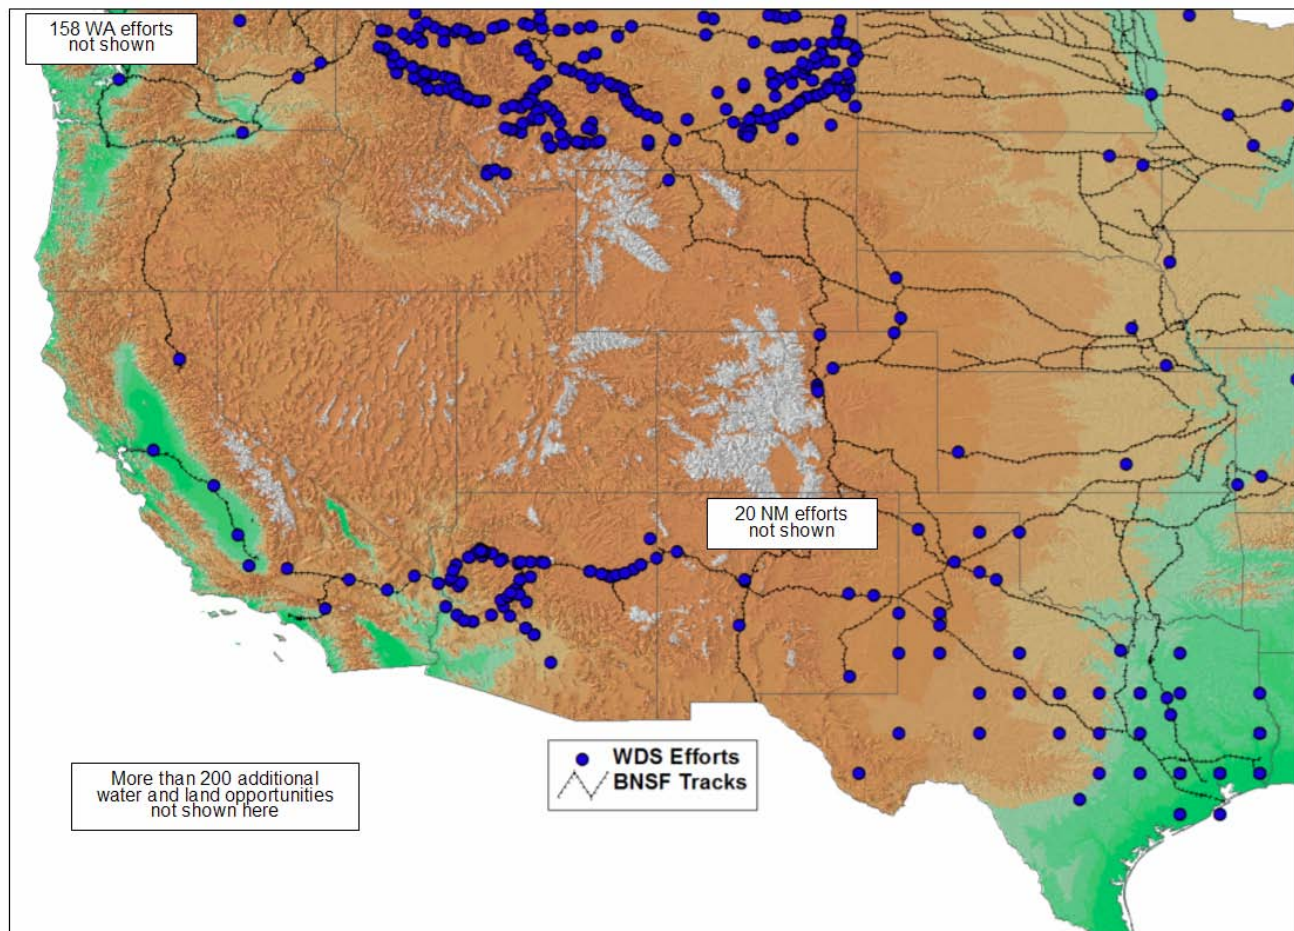 158 WA efforts
not shown
20 NM efforts
not shown
WDS Efforts
BNSF Tracks
More than 200 additional
water and land opportunities
not shown here